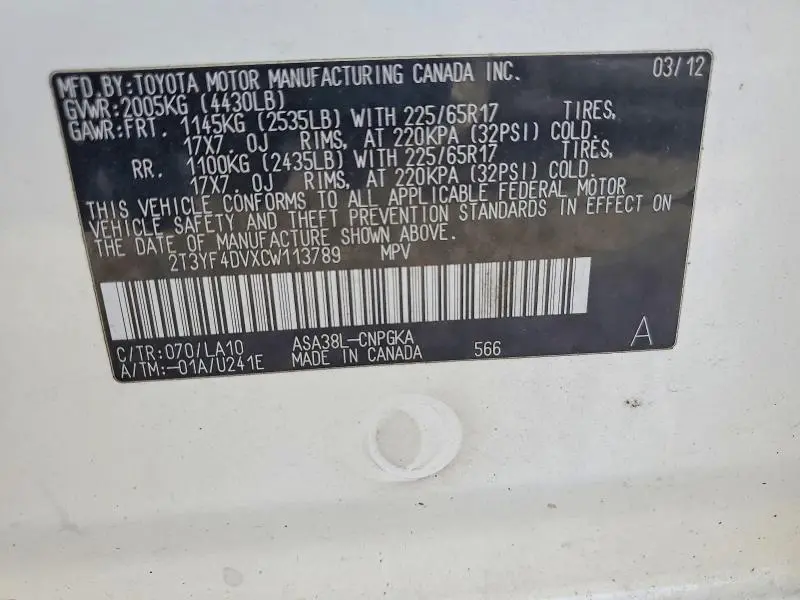 MFD.BY:TOYOTA MOTOR MANUFACTURING CANADA INC. 03/12
GVWR:2005KG (4430LB)
GAWR:FRT. 1145KG (2535LB) WITH 225/65R17 TIRES,
17X7. 0J RIMS, AT 220KPA (32PSI) COLD.
RR. 1100KG (2435LB) WITH 225/65R17 TIRES,
17X7. 0J RIMS, AT 220KPA (32PSI) COLD.
THIS VEHICLE CONFORMS TO ALL APPLICABLE FEDERAL MOTOR
VEHICLE SAFETY AND THEFT PREVENTION STANDARDS IN EFFECT ON
THE DATE OF MANUFACTURE SHOWN ABOVE.
2T3YF4DVXCW113789 MPV
C/TR:070/LA10 ASA38L-CNPGKA A
A/TM:-01A/U241E MADE IN CANADA 566